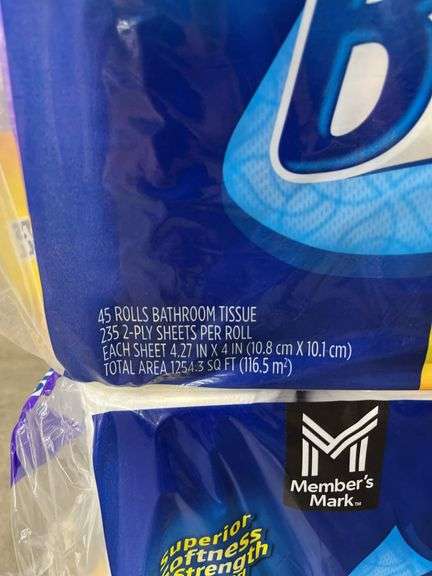 B
45 ROLLS BATHROOM TISSUE
235 2-PLY SHEETS PER ROLL
EACH SHEET 4.27 IN X 4 IN (10.8 cm X 10.1 cm)
TOTAL AREA 1254.3 SQ FT (116.5 m²)
Member's
Mark™
Superior
Softness
& Strength